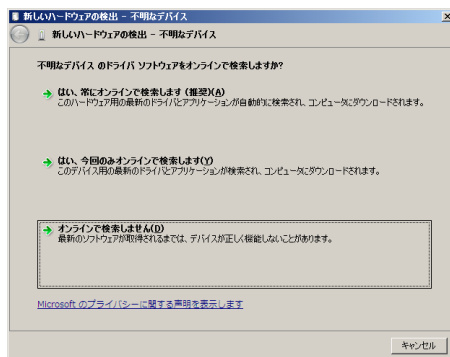 新しいハードウェアの検出 - 不明なデバイス
新しいハードウェアの検出 - 不明なデバイス
不明なデバイス のドライバ ソフトウェアをオンラインで検索しますか?
はい、常にオンラインで検索します (推奨)(A)
このハードウェア用の最新のドライバとアプリケーションが自動的に検索され、コンピュータにダウンロードされます。
はい、今回のみオンラインで検索します(Y)
このデバイス用の最新のドライバとアプリケーションが検索され、コンピュータにダウンロードされます。
オンラインで検索しません(D)
最新のソフトウェアが取得されるまでは、デバイスが正しく機能しないことがあります。
Microsoft のプライバシーに関する声明を表示します
キャンセル